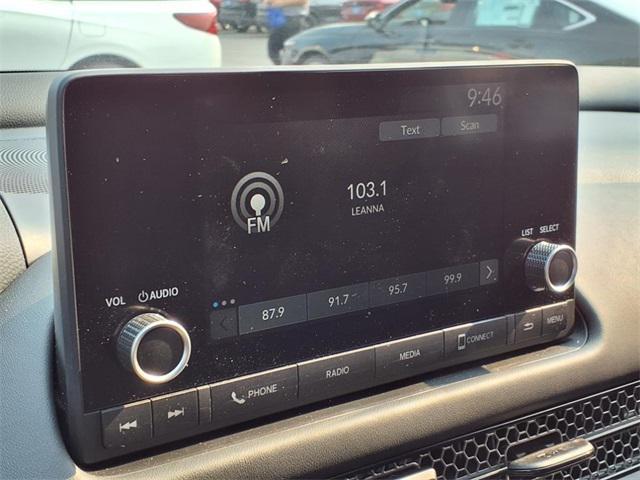 9:46
Text Scan
103.1
LEANNA
FM
LIST SELECT
VOL AUDIO
87.9 91.7 95.7 99.9
PHONE RADIO MEDIA CONNECT MENU